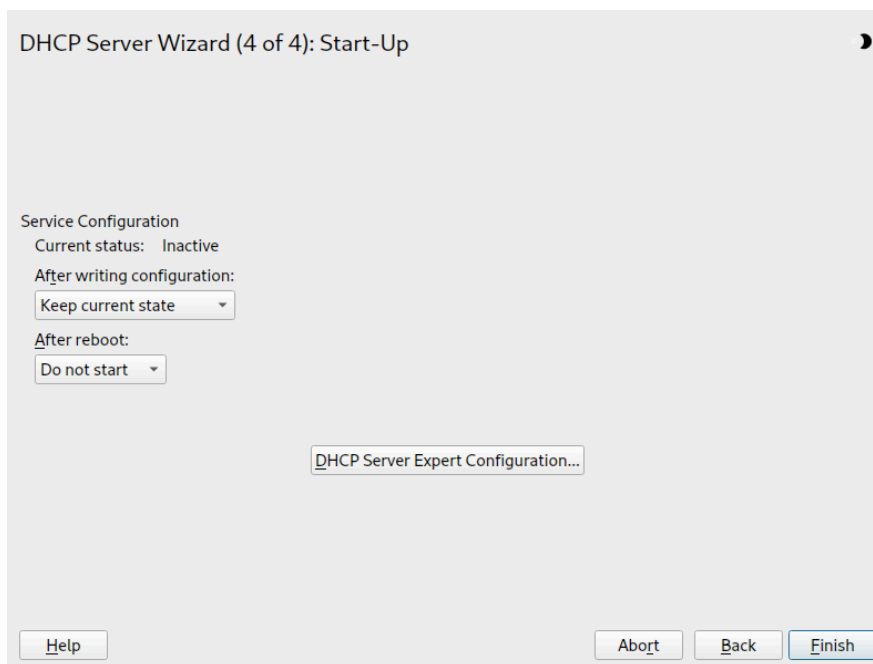 DHCP Server Wizard (4 of 4): Start-Up
Service Configuration
Current status: Inactive
After writing configuration:
Keep current state
After reboot:
Do not start
DHCP Server Expert Configuration...
Help
Abort
Back
Finish